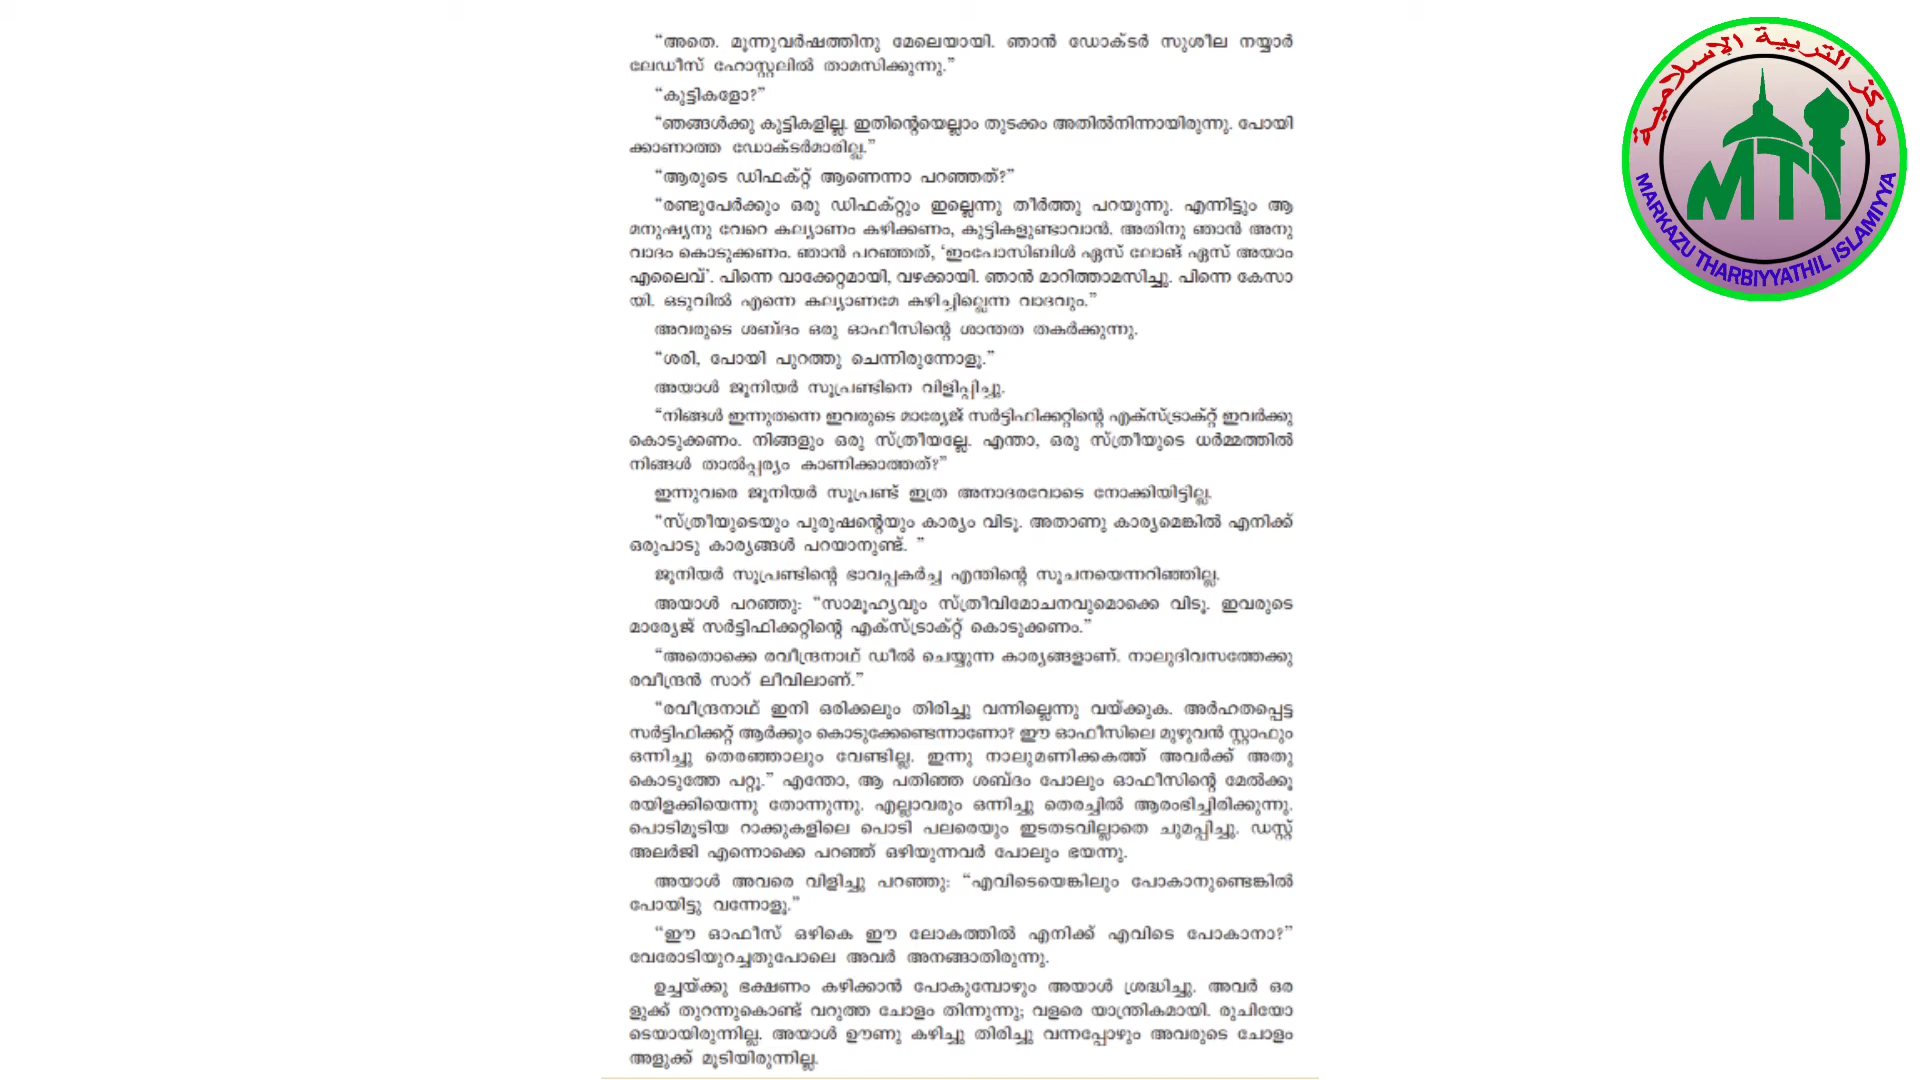 “അതെ. മൂന്നുവർഷത്തിനു മേലെയായി. ഞാൻ ഡോക്ടർ സുശീല നയ്യാർ
ലേഡീസ് ഹോസ്റ്റലിൽ താമസിക്കുന്നു.”
“കുട്ടികളോ?”
“ഞങ്ങൾക്കു കുട്ടികളില്ല. ഇതിന്റെയെല്ലാം തുടക്കം അതിൽനിന്നായിരുന്നു. പോയി
ക്കാണാത്ത ഡോക്ടർമാരില്ല.”
“ആരുടെ ഡിഫക്റ്റ് ആണെന്നാ പറഞ്ഞത്?”
“രണ്ടുപേർക്കും ഒരു ഡിഫക്റ്റും ഇല്ലെന്നു തീർത്തു പറയുന്നു. എന്നിട്ടും ആ
മനുഷ്യനു വേറെ കല്യാണം കഴിക്കണം, കുട്ടികളുണ്ടാവാൻ. അതിനു ഞാൻ അനു
വാദം കൊടുക്കണം. ഞാൻ പറഞ്ഞത്, ‘ഇംപോസിബിൾ ഏസ് ലോങ് ഏസ് അയാം
എലൈവ്’. പിന്നെ വാക്കേറ്റമായി, വഴക്കായി. ഞാൻ മാറിത്താമസിച്ചു. പിന്നെ കേസാ
യി. ഒടുവിൽ എന്നെ കല്യാണമേ കഴിച്ചില്ലെന്ന വാദവും.”
അവരുടെ ശബ്ദം ഒരു ഓഫീസിന്റെ ശാന്തത തകർക്കുന്നു.
“ശരി, പോയി പുറത്തു ചെന്നിരുന്നോളൂ.”
അയാൾ ജൂനിയർ സൂപ്രണ്ടിനെ വിളിപ്പിച്ചു.
“നിങ്ങൾ ഇന്നുതന്നെ ഇവരുടെ മാര്യേജ് സർട്ടിഫിക്കറ്റിന്റെ എക്സ്ട്രാക്റ്റ് ഇവർക്കു
കൊടുക്കണം. നിങ്ങളും ഒരു സ്ത്രീയല്ലേ. എന്താ, ഒരു സ്ത്രീയുടെ ധർമ്മത്തിൽ
നിങ്ങൾ താൽപ്പര്യം കാണിക്കാത്തത്?”
ഇന്നുവരെ ജൂനിയർ സൂപ്രണ്ട് ഇത്ര അനാദരവോടെ നോക്കിയിട്ടില്ല.
“സ്ത്രീയുടെയും പുരുഷന്റെയും കാര്യം വിടൂ. അതാണു കാര്യമെങ്കിൽ എനിക്ക്
ഒരുപാടു കാര്യങ്ങൾ പറയാനുണ്ട്. ”
ജൂനിയർ സൂപ്രണ്ടിന്റെ ഭാവപ്പകർച്ച എന്തിന്റെ സൂചനയെന്നറിഞ്ഞില്ല.
അയാൾ പറഞ്ഞു: “സാമൂഹ്യവും സ്ത്രീവിമോചനവുമൊക്കെ വിടൂ. ഇവരുടെ
മാര്യേജ് സർട്ടിഫിക്കറ്റിന്റെ എക്സ്ട്രാക്റ്റ് കൊടുക്കണം.”
“അതൊക്കെ രവീന്ദ്രനാഥ് ഡീൽ ചെയ്യുന്ന കാര്യങ്ങളാണ്. നാലുദിവസത്തേക്കു
രവീന്ദ്രൻ സാറ് ലീവിലാണ്.”
“രവീന്ദ്രനാഥ് ഇനി ഒരിക്കലും തിരിച്ചു വന്നില്ലെന്നു വയ്ക്കുക. അർഹതപ്പെട്ട
സർട്ടിഫിക്കറ്റ് ആർക്കും കൊടുക്കേണ്ടെന്നാണോ? ഈ ഓഫീസിലെ മുഴുവൻ സ്റ്റാഫും
ഒന്നിച്ചു തെരഞ്ഞാലും വേണ്ടില്ല. ഇന്നു നാലുമണിക്കകത്ത് അവർക്ക് അതു
കൊടുത്തേ പറ്റൂ.” എന്തോ, ആ പതിഞ്ഞ ശബ്ദം പോലും ഓഫീസിന്റെ മേൽക്കൂ
രയിളക്കിയെന്നു തോന്നുന്നു. എല്ലാവരും ഒന്നിച്ചു തെരച്ചിൽ ആരംഭിച്ചിരിക്കുന്നു.
പൊടിമൂടിയ റാക്കുകളിലെ പൊടി പലരെയും ഇടതടവില്ലാതെ ചുമപ്പിച്ചു. ഡസ്റ്റ്
അലർജി എന്നൊക്കെ പറഞ്ഞ് ഒഴിയുന്നവർ പോലും ഭയന്നു.
അയാൾ അവരെ വിളിച്ചു പറഞ്ഞു: “എവിടെയെങ്കിലും പോകാനുണ്ടെങ്കിൽ
പോയിട്ടു വന്നോളൂ.”
“ഈ ഓഫീസ് ഒഴികെ ഈ ലോകത്തിൽ എനിക്ക് എവിടെ പോകാനാ?”
വേരോടിയുറച്ചതുപോലെ അവർ അനങ്ങാതിരുന്നു.
ഉച്ചയ്ക്കു ഭക്ഷണം കഴിക്കാൻ പോകുമ്പോഴും അയാൾ ശ്രദ്ധിച്ചു. അവർ ഒര
ളുക്ക് തുറന്നുകൊണ്ട് വറുത്ത ചോളം തിന്നുന്നു; വളരെ യാന്ത്രികമായി. രുചിയോ
ടെയായിരുന്നില്ല. അയാൾ ഊണു കഴിച്ചു തിരിച്ചു വന്നപ്പോഴും അവരുടെ ചോളം
അളുക്ക് മൂടിയിരുന്നില്ല.
مركز التربية الإسلامية
MTI
MARKAZU THARBIYYATHIL ISLAMIYYA